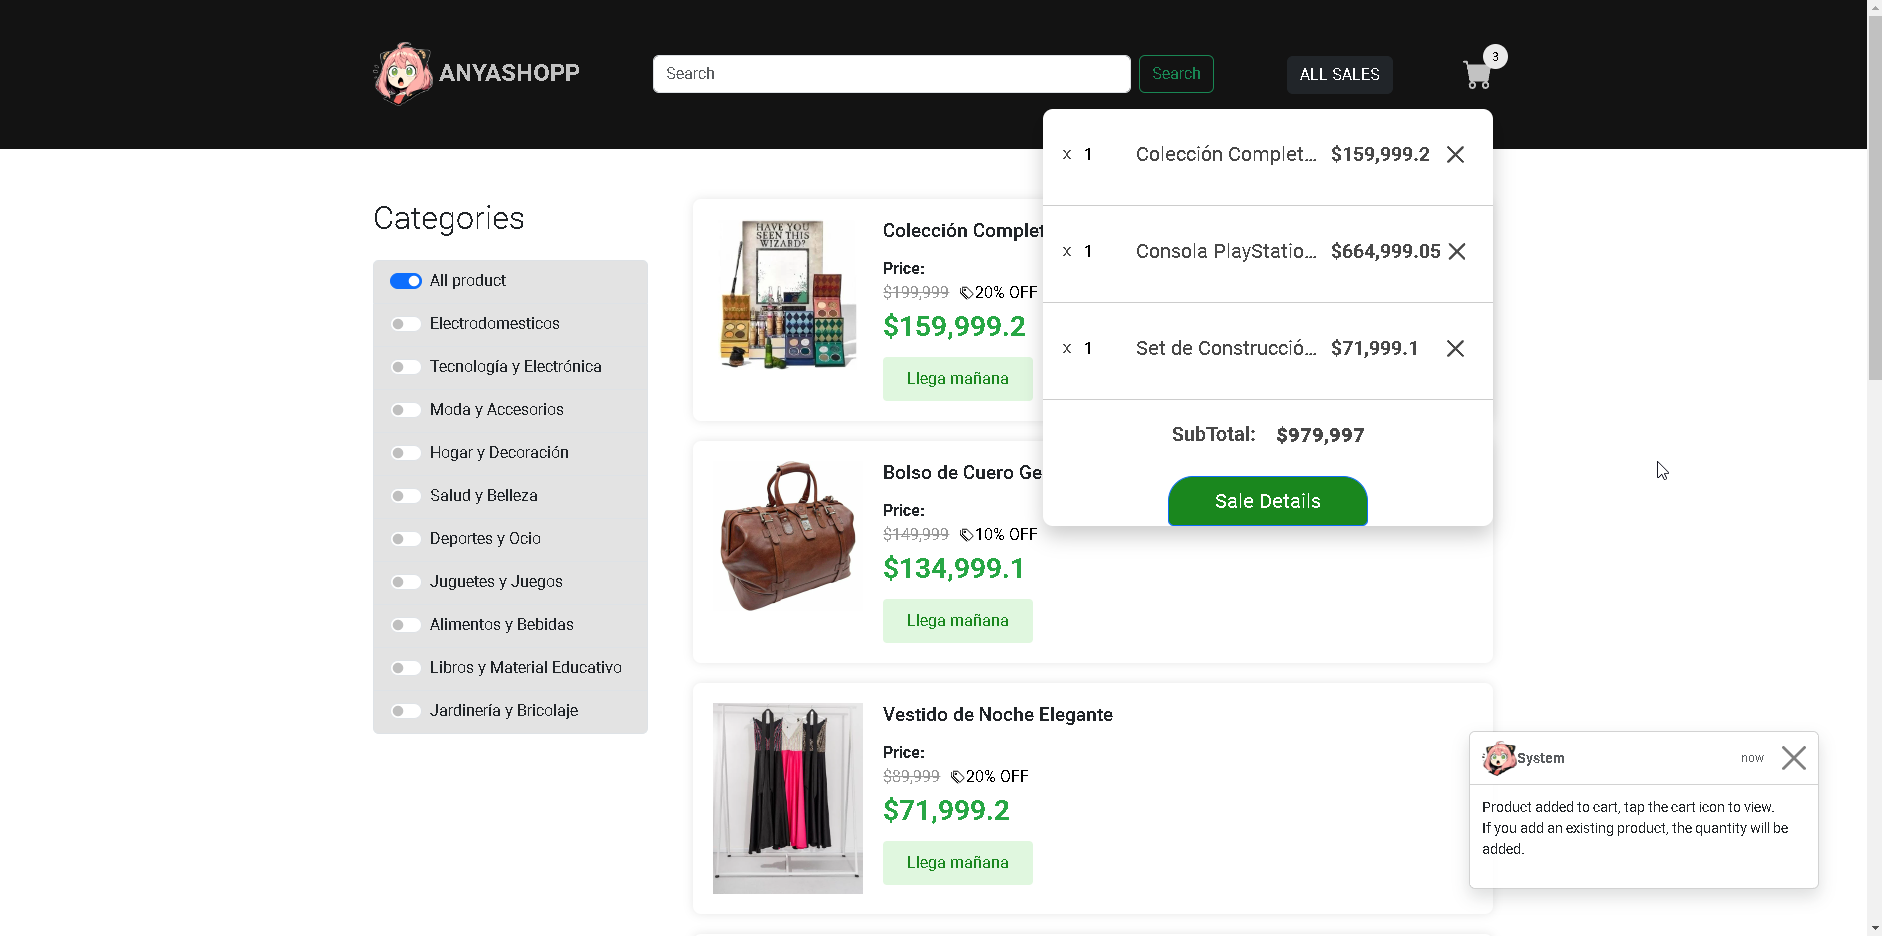 ANYASHOPP
Search
Search
ALL SALES
3
x 1 Colección Complet... $159,999.2
x 1 Consola PlayStatio... $664,999.05
x 1 Set de Construcció... $71,999.1
SubTotal: $979,997
Sale Details
Categories
All product
Electrodomesticos
Tecnología y Electrónica
Moda y Accesorios
Hogar y Decoración
Salud y Belleza
Deportes y Ocio
Juguetes y Juegos
Alimentos y Bebidas
Libros y Material Educativo
Jardinería y Bricolaje
HAVE YOU
SEEN THIS
WIZARD?
Colección Complet
Price:
$199,999 20% OFF
$159,999.2
Llega mañana
Bolso de Cuero Ge
Price:
$149,999 10% OFF
$134,999.1
Llega mañana
Vestido de Noche Elegante
Price:
$89,999 20% OFF
$71,999.2
Llega mañana
System now
Product added to cart, tap the cart icon to view.
If you add an existing product, the quantity will be
added.